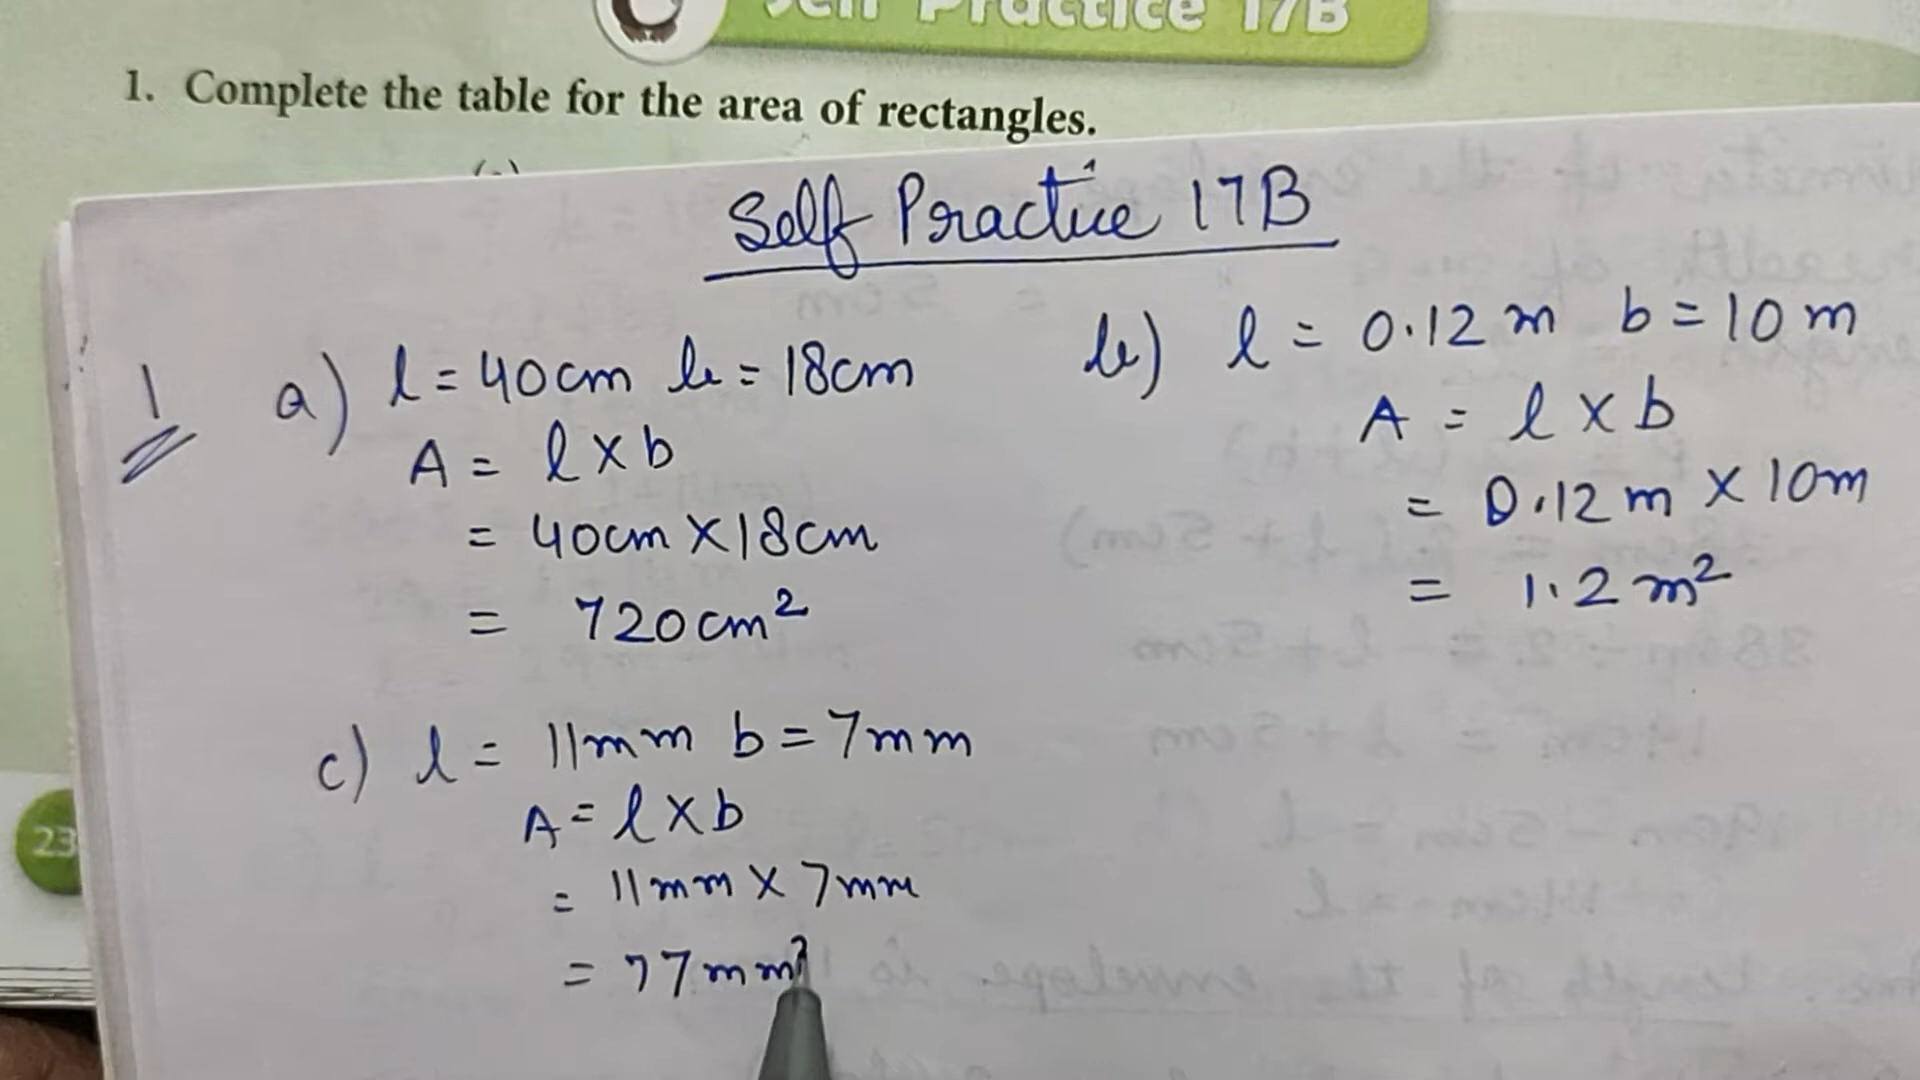 Self Practice 17B
1. Complete the table for the area of rectangles.
Self Practice 17B
1 a) l = 40cm b = 18cm
A = l × b
= 40cm × 18cm
= 720cm²
b) l = 0.12 m b = 10 m
A = l × b
= 0.12 m × 10m
= 1.2 m²
c) l = 11mm b = 7mm
A = l × b
= 11mm × 7mm
= 77mm²
23